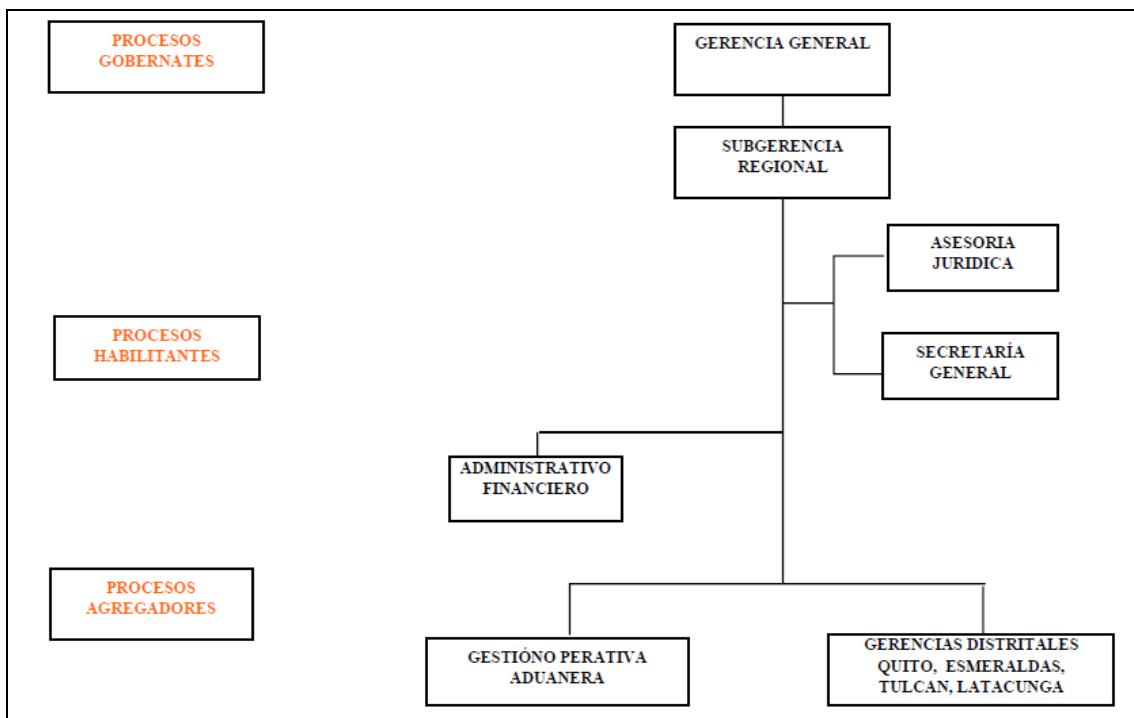 PROCESOS
GOBERNATES
GERENCIA GENERAL
SUBGERENCIA
REGIONAL
ASESORIA
JURIDICA
PROCESOS
HABILITANTES
SECRETARÍA
GENERAL
ADMINISTRATIVO
FINANCIERO
PROCESOS
AGREGADORES
GESTIÓNO PERATIVA
ADUANERA
GERENCIAS DISTRITALES
QUITO, ESMERALDAS,
TULCAN, LATACUNGA